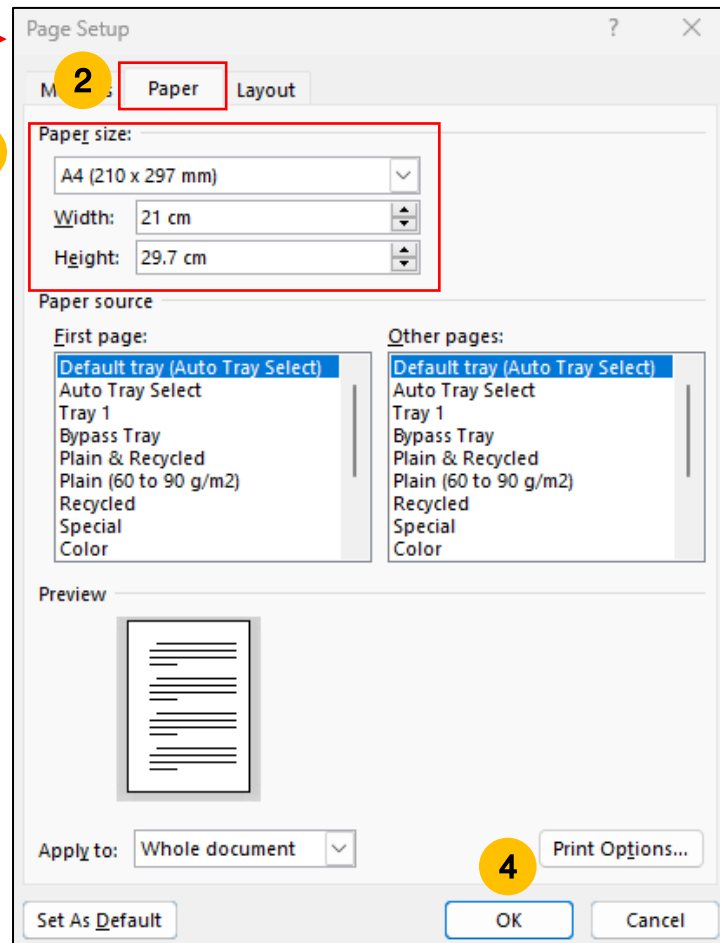 Page Setup ? ×
2
M s Paper Layout
Paper size:
A4 (210 x 297 mm)
Width: 21 cm
Height: 29.7 cm
Paper source
First page: Other pages:
Default tray (Auto Tray Select) Default tray (Auto Tray Select)
Auto Tray Select Auto Tray Select
Tray 1 Tray 1
Bypass Tray Bypass Tray
Plain & Recycled Plain & Recycled
Plain (60 to 90 g/m2) Plain (60 to 90 g/m2)
Recycled Recycled
Special Special
Color Color
Preview
Apply to: Whole document
4
Print Options...
Set As Default OK Cancel